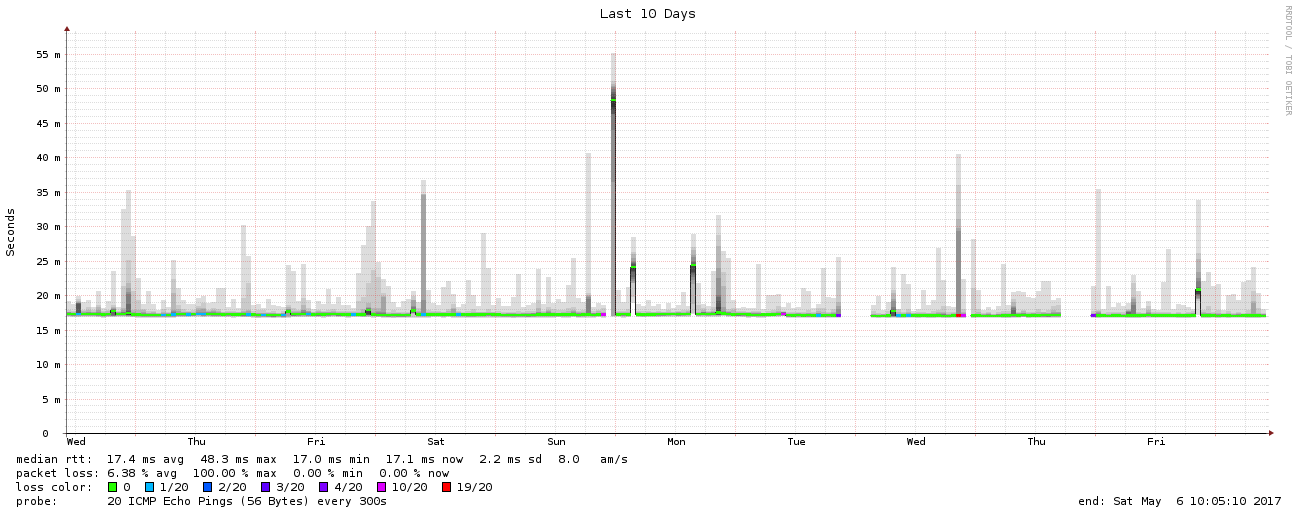 Last 10 Days
RRDTOOL / TOBI OETIKER
Seconds
55 m
50 m
45 m
40 m
35 m
30 m
25 m
20 m
15 m
10 m
5 m
0
Wed Thu Fri Sat Sun Mon Tue Wed Thu Fri
median rtt: 17.4 ms avg 48.3 ms max 17.0 ms min 17.1 ms now 2.2 ms sd 8.0 am/s
packet loss: 6.38 % avg 100.00 % max 0.00 % min 0.00 % now
loss color: 0 1/20 2/20 3/20 4/20 10/20 19/20
probe: 20 ICMP Echo Pings (56 Bytes) every 300s end: Sat May 6 10:05:10 2017